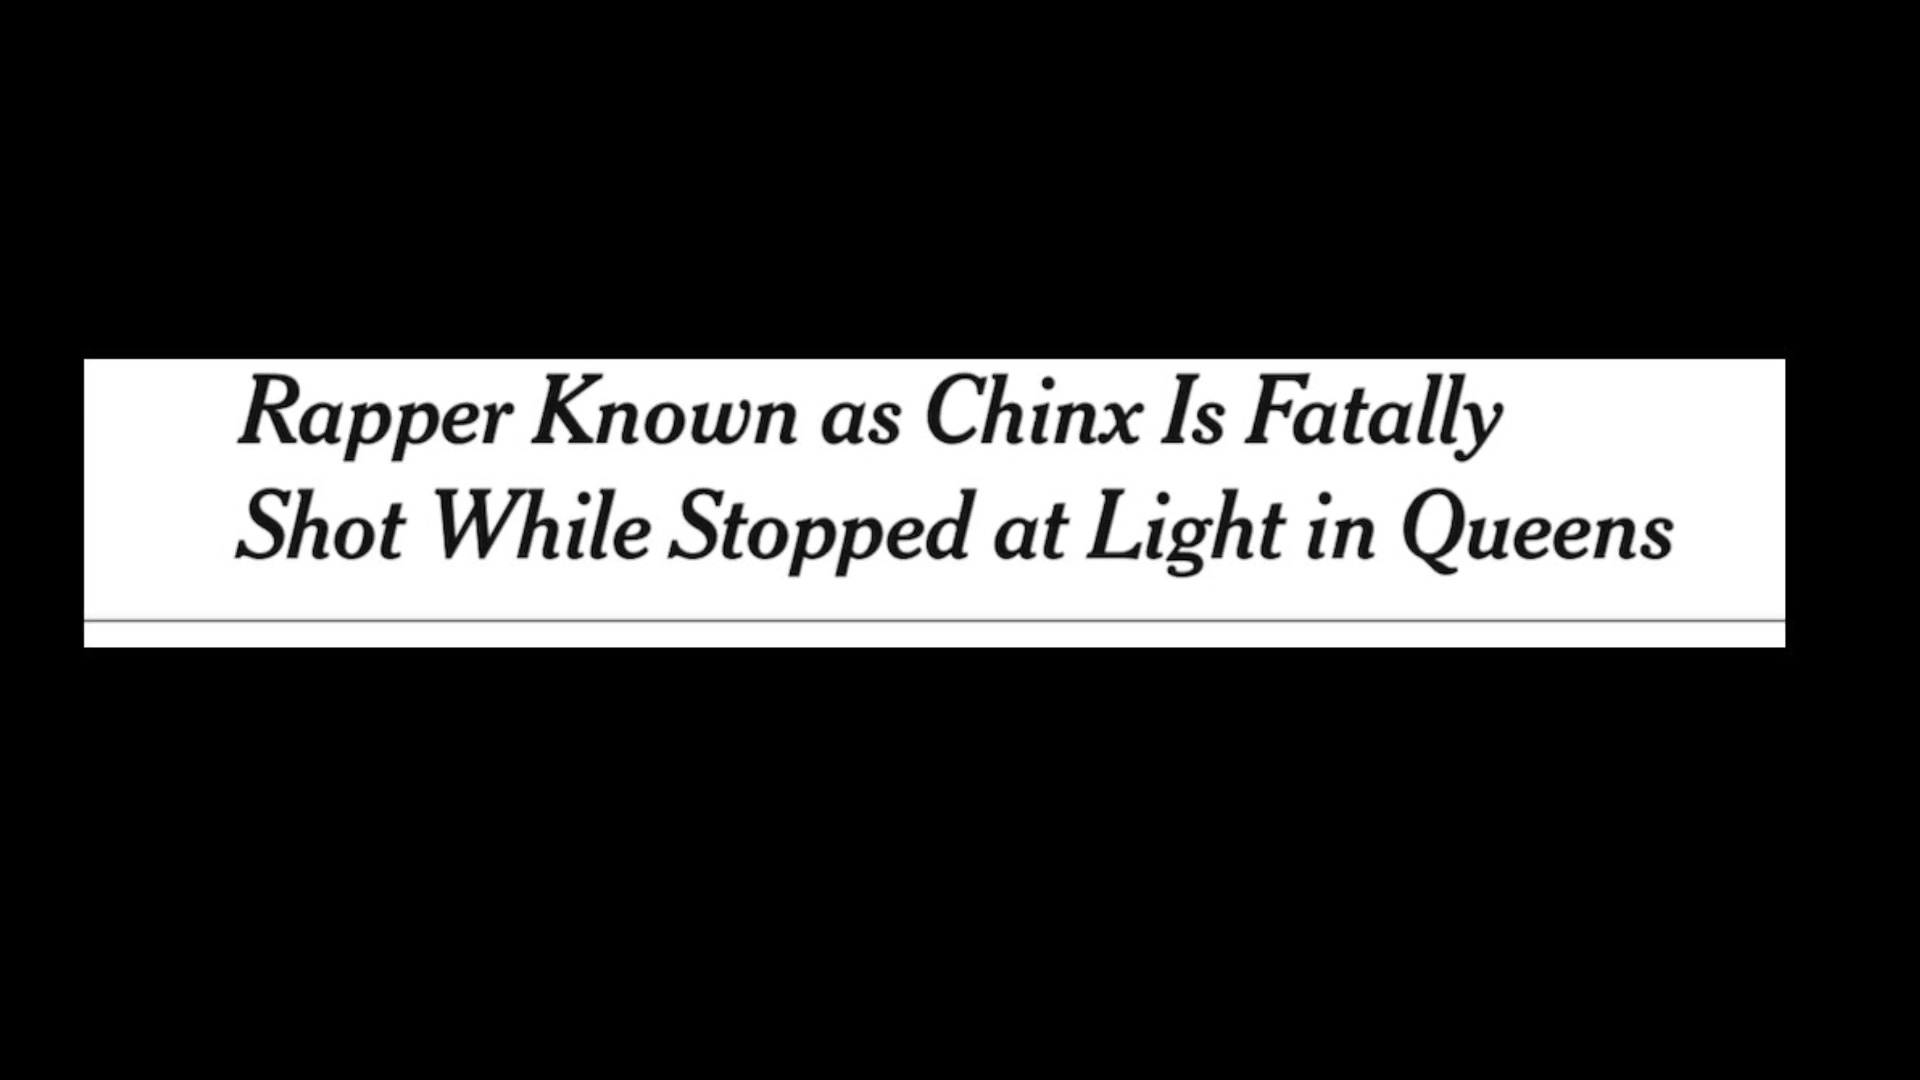 Rapper Known as Chinx Is Fatally
Shot While Stopped at Light in Queens